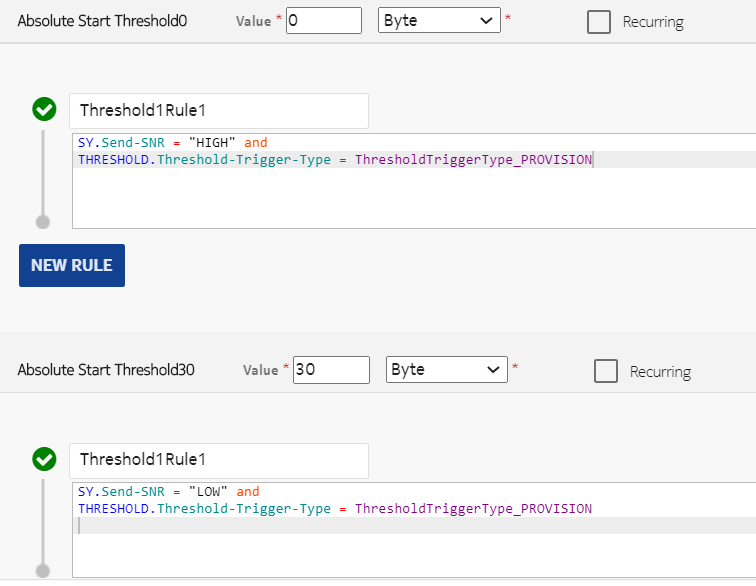 Absolute Start Threshold0 Value * 0 Byte * Recurring
Threshold1Rule1
SY.Send-SNR = "HIGH" and
THRESHOLD.Threshold-Trigger-Type = ThresholdTriggerType_PROVISION
NEW RULE
Absolute Start Threshold30 Value * 30 Byte * Recurring
Threshold1Rule1
SY.Send-SNR = "LOW" and
THRESHOLD.Threshold-Trigger-Type = ThresholdTriggerType_PROVISION